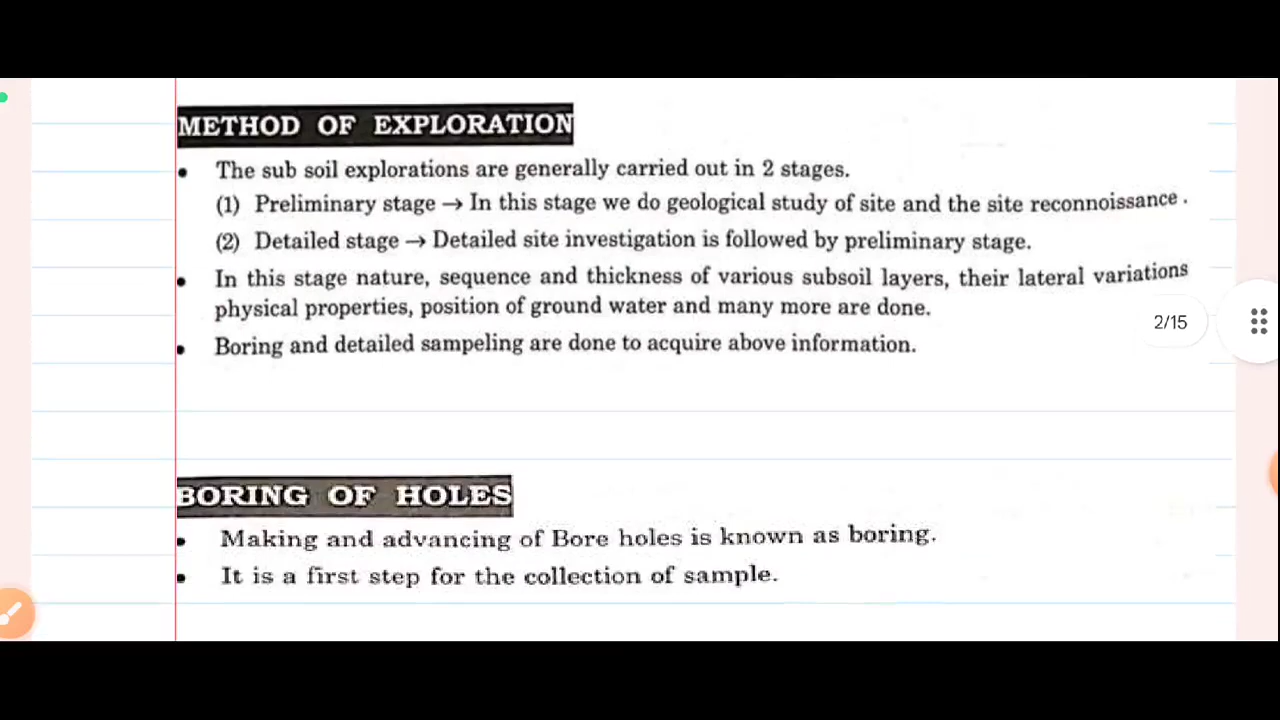 METHOD OF EXPLORATION
• The sub soil explorations are generally carried out in 2 stages.
(1) Preliminary stage → In this stage we do geological study of site and the site reconnoissance.
(2) Detailed stage → Detailed site investigation is followed by preliminary stage.
• In this stage nature, sequence and thickness of various subsoil layers, their lateral variations
physical properties, position of ground water and many more are done.
2/15
• Boring and detailed sampeling are done to acquire above information.
BORING OF HOLES
• Making and advancing of Bore holes is known as boring.
• It is a first step for the collection of sample.